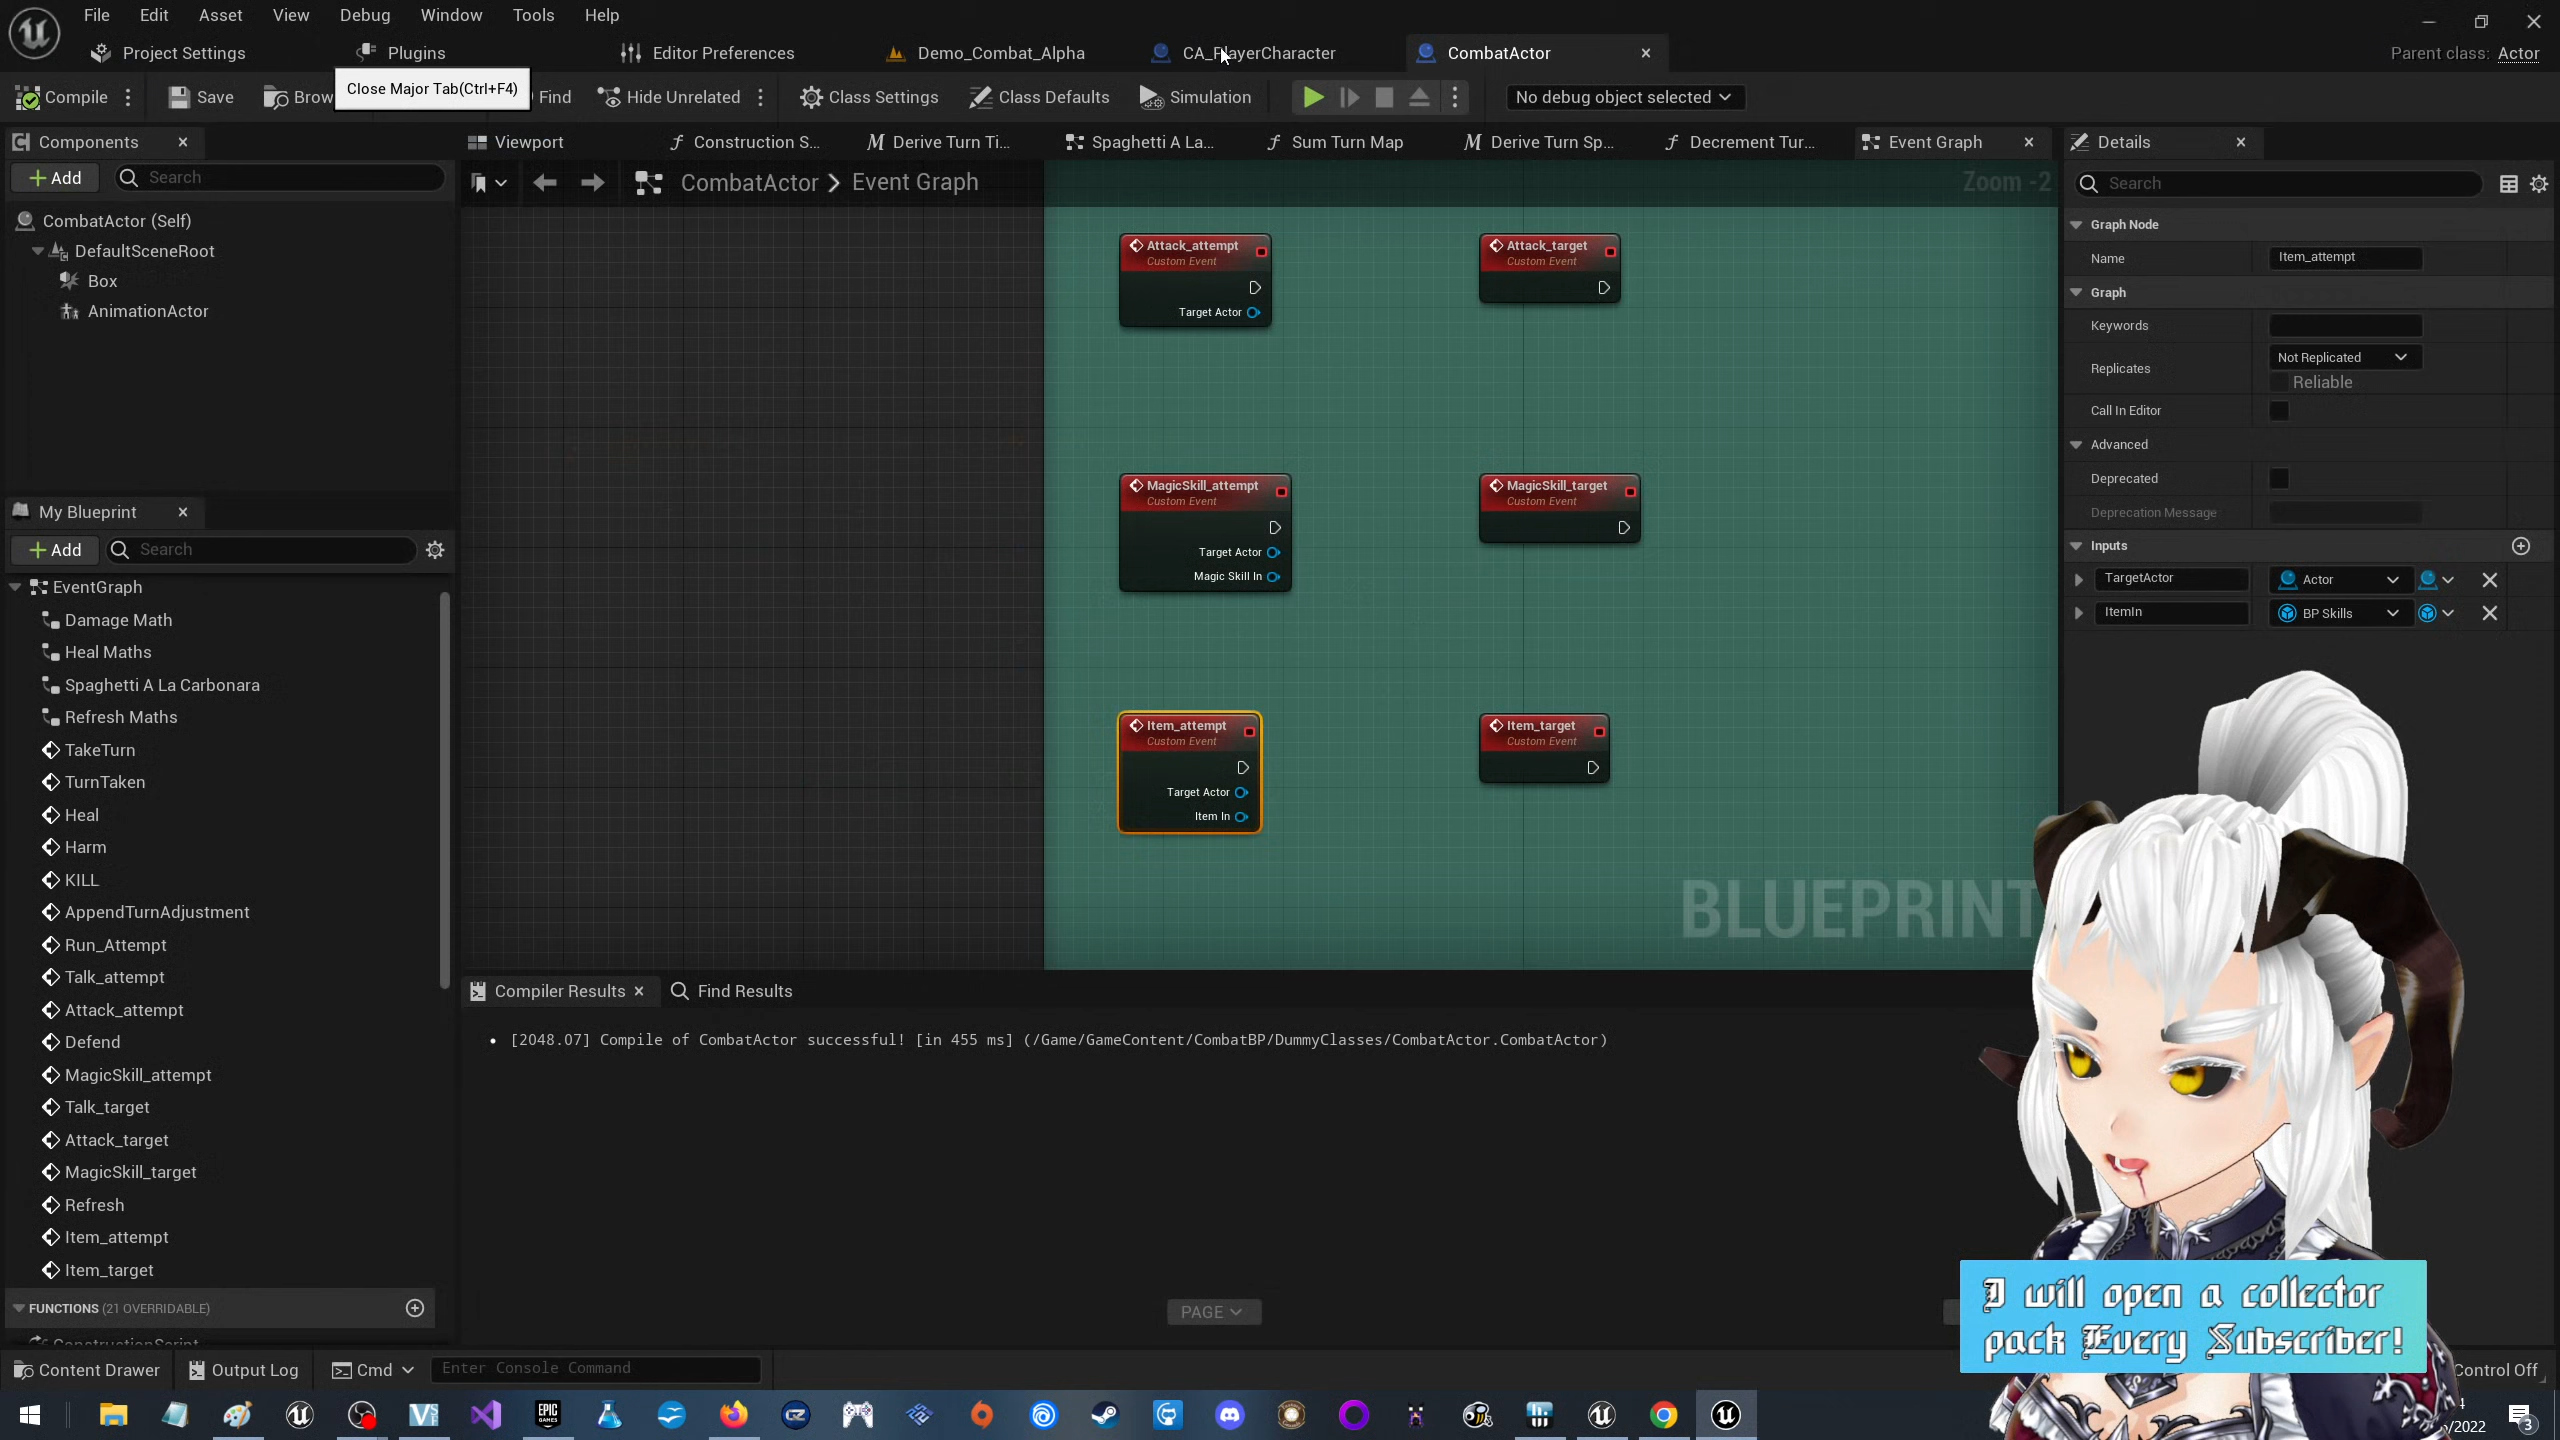 File Edit Asset View Debug Window Tools Help
Project Settings Plugins Editor Preferences Demo_Combat_Alpha CA_PlayerCharacter CombatActor Parent class: Actor
Close Major Tab(Ctrl+F4)
Compile Save Brow Find Hide Unrelated Class Settings Class Defaults Simulation No debug object selected
Components Viewport Construction S... Derive Turn Ti... Spaghetti A La... Sum Turn Map Derive Turn Sp... Decrement Tur... Event Graph Details
Add Search
CombatActor > Event Graph
Zoom -2
Search
CombatActor (Self)
DefaultSceneRoot
Box
AnimationActor
Attack_attempt
Custom Event
Target Actor
Attack_target
Custom Event
MagicSkill_attempt
Custom Event
Target Actor
Magic Skill In
MagicSkill_target
Custom Event
Item_attempt
Custom Event
Target Actor
Item In
Item_target
Custom Event
BLUEPRINT
Graph Node
Name Item_attempt
Graph
Keywords
Replicates Not Replicated
Reliable
Call In Editor
Advanced
Deprecated
Deprecation Message
Inputs
TargetActor Actor
ItemIn BP Skills
My Blueprint
Add Search
EventGraph
Damage Math
Heal Maths
Spaghetti A La Carbonara
Refresh Maths
TakeTurn
TurnTaken
Heal
Harm
KILL
AppendTurnAdjustment
Run_Attempt
Talk_attempt
Attack_attempt
Defend
MagicSkill_attempt
Talk_target
Attack_target
MagicSkill_target
Refresh
Item_attempt
Item_target
FUNCTIONS (21 OVERRIDABLE)
ConstructionScript
Compiler Results Find Results
[2048.07] Compile of CombatActor successful! [in 455 ms] (/Game/GameContent/CombatBP/DummyClasses/CombatActor.CombatActor)
PAGE
I will open a collector
pack Every Subscriber!
Content Drawer Output Log Cmd Enter Console Command Control Off
EPIC GAMES
/2022
3